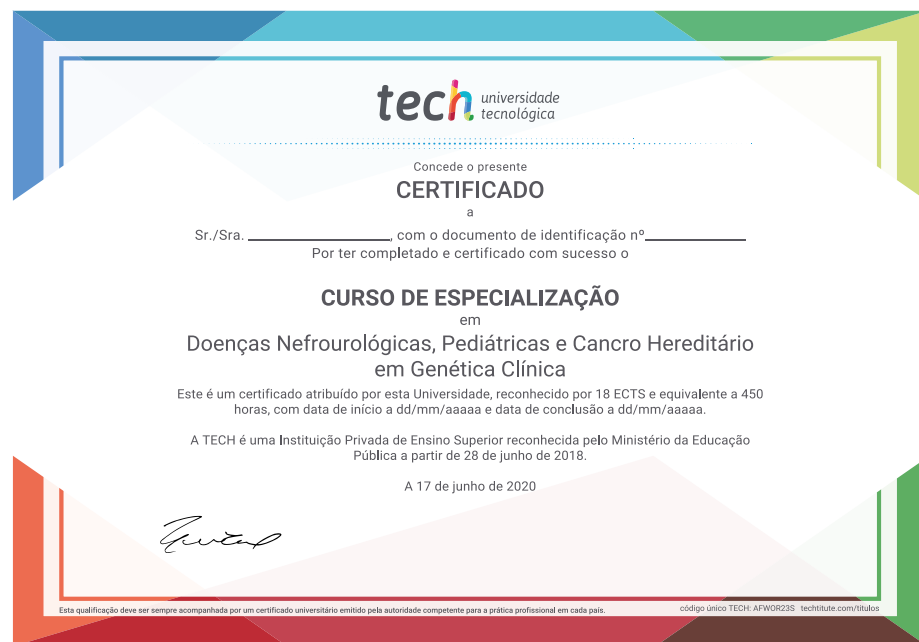 tech universidade
tecnológica
Concede o presente
CERTIFICADO
a
Sr./Sra. ____________________, com o documento de identificação nº______________
Por ter completado e certificado com sucesso o
CURSO DE ESPECIALIZAÇÃO
em
Doenças Nefrourológicas, Pediátricas e Cancro Hereditário
em Genética Clínica
Este é um certificado atribuído por esta Universidade, reconhecido por 18 ECTS e equivalente a 450
horas, com data de início a dd/mm/aaaaa e data de conclusão a dd/mm/aaaaa.
A TECH é uma Instituição Privada de Ensino Superior reconhecida pelo Ministério da Educação
Pública a partir de 28 de junho de 2018.
A 17 de junho de 2020
Esta qualificação deve ser sempre acompanhada por um certificado universitário emitido pela autoridade competente para a prática profissional em cada país.
código único TECH: AFWOR23S techtitute.com/titulos